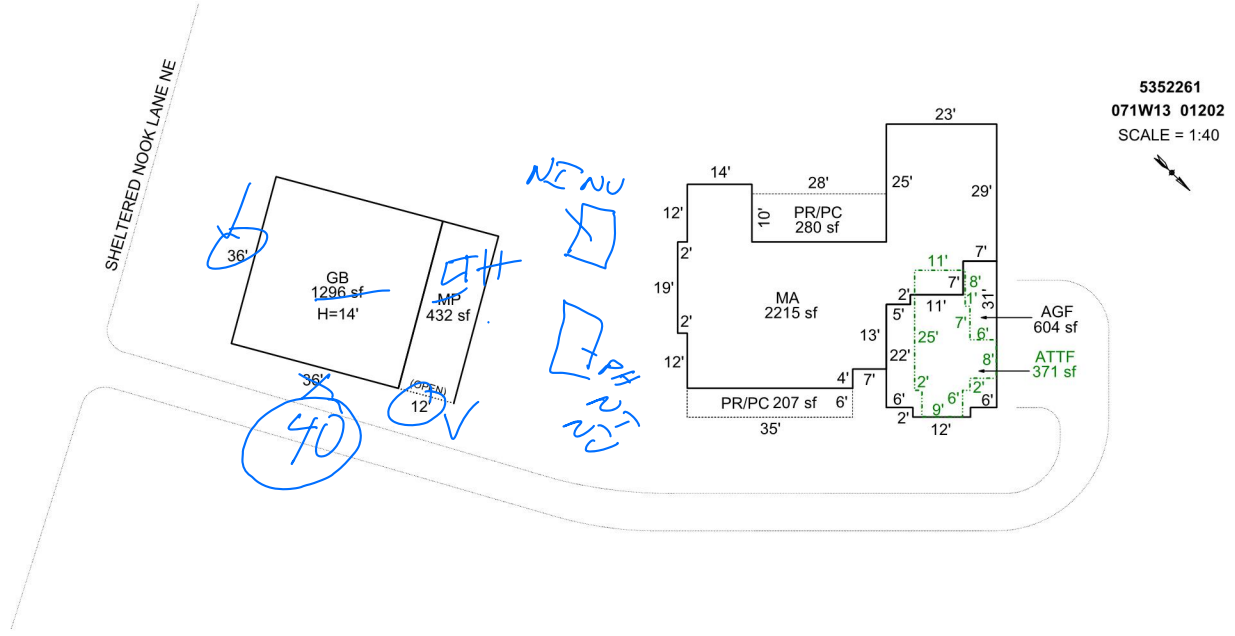 SHELTERED NOOK LANE NE
36'
GB
1296 sf
H=14'
36'
40
MP
432 sf
(OPEN)
12'
NI NU
PH
NI
14'
28'
12'
10'
PR/PC
280 sf
2'
19'
2'
12'
MA
2215 sf
23'
25'
29'
7'
11'
7'
8'
2'
11'
1'
31'
5'
13'
25'
7'
6'
22'
8'
4'
7'
2'
2'
PR/PC 207 sf
6'
6'
9'
6'
6'
35'
2'
12'
AGF
604 sf
ATTF
371 sf
5352261
071W13 01202
SCALE = 1:40